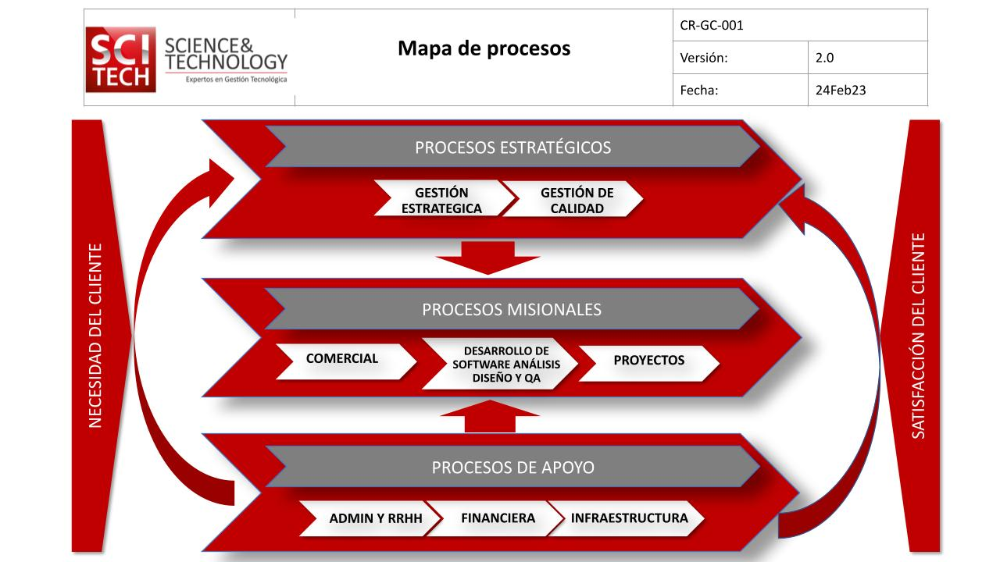 SCI
TECH
SCIENCE&
TECHNOLOGY
Expertos en Gestión Tecnológica
Mapa de procesos
CR-GC-001
Versión: 2.0
Fecha: 24Feb23
NECESIDAD DEL CLIENTE
PROCESOS ESTRATÉGICOS
GESTIÓN
ESTRATEGICA
GESTIÓN DE
CALIDAD
PROCESOS MISIONALES
COMERCIAL
DESARROLLO DE
SOFTWARE ANÁLISIS
DISEÑO Y QA
PROYECTOS
PROCESOS DE APOYO
ADMIN Y RRHH
FINANCIERA
INFRAESTRUCTURA
SATISFACCIÓN DEL CLIENTE